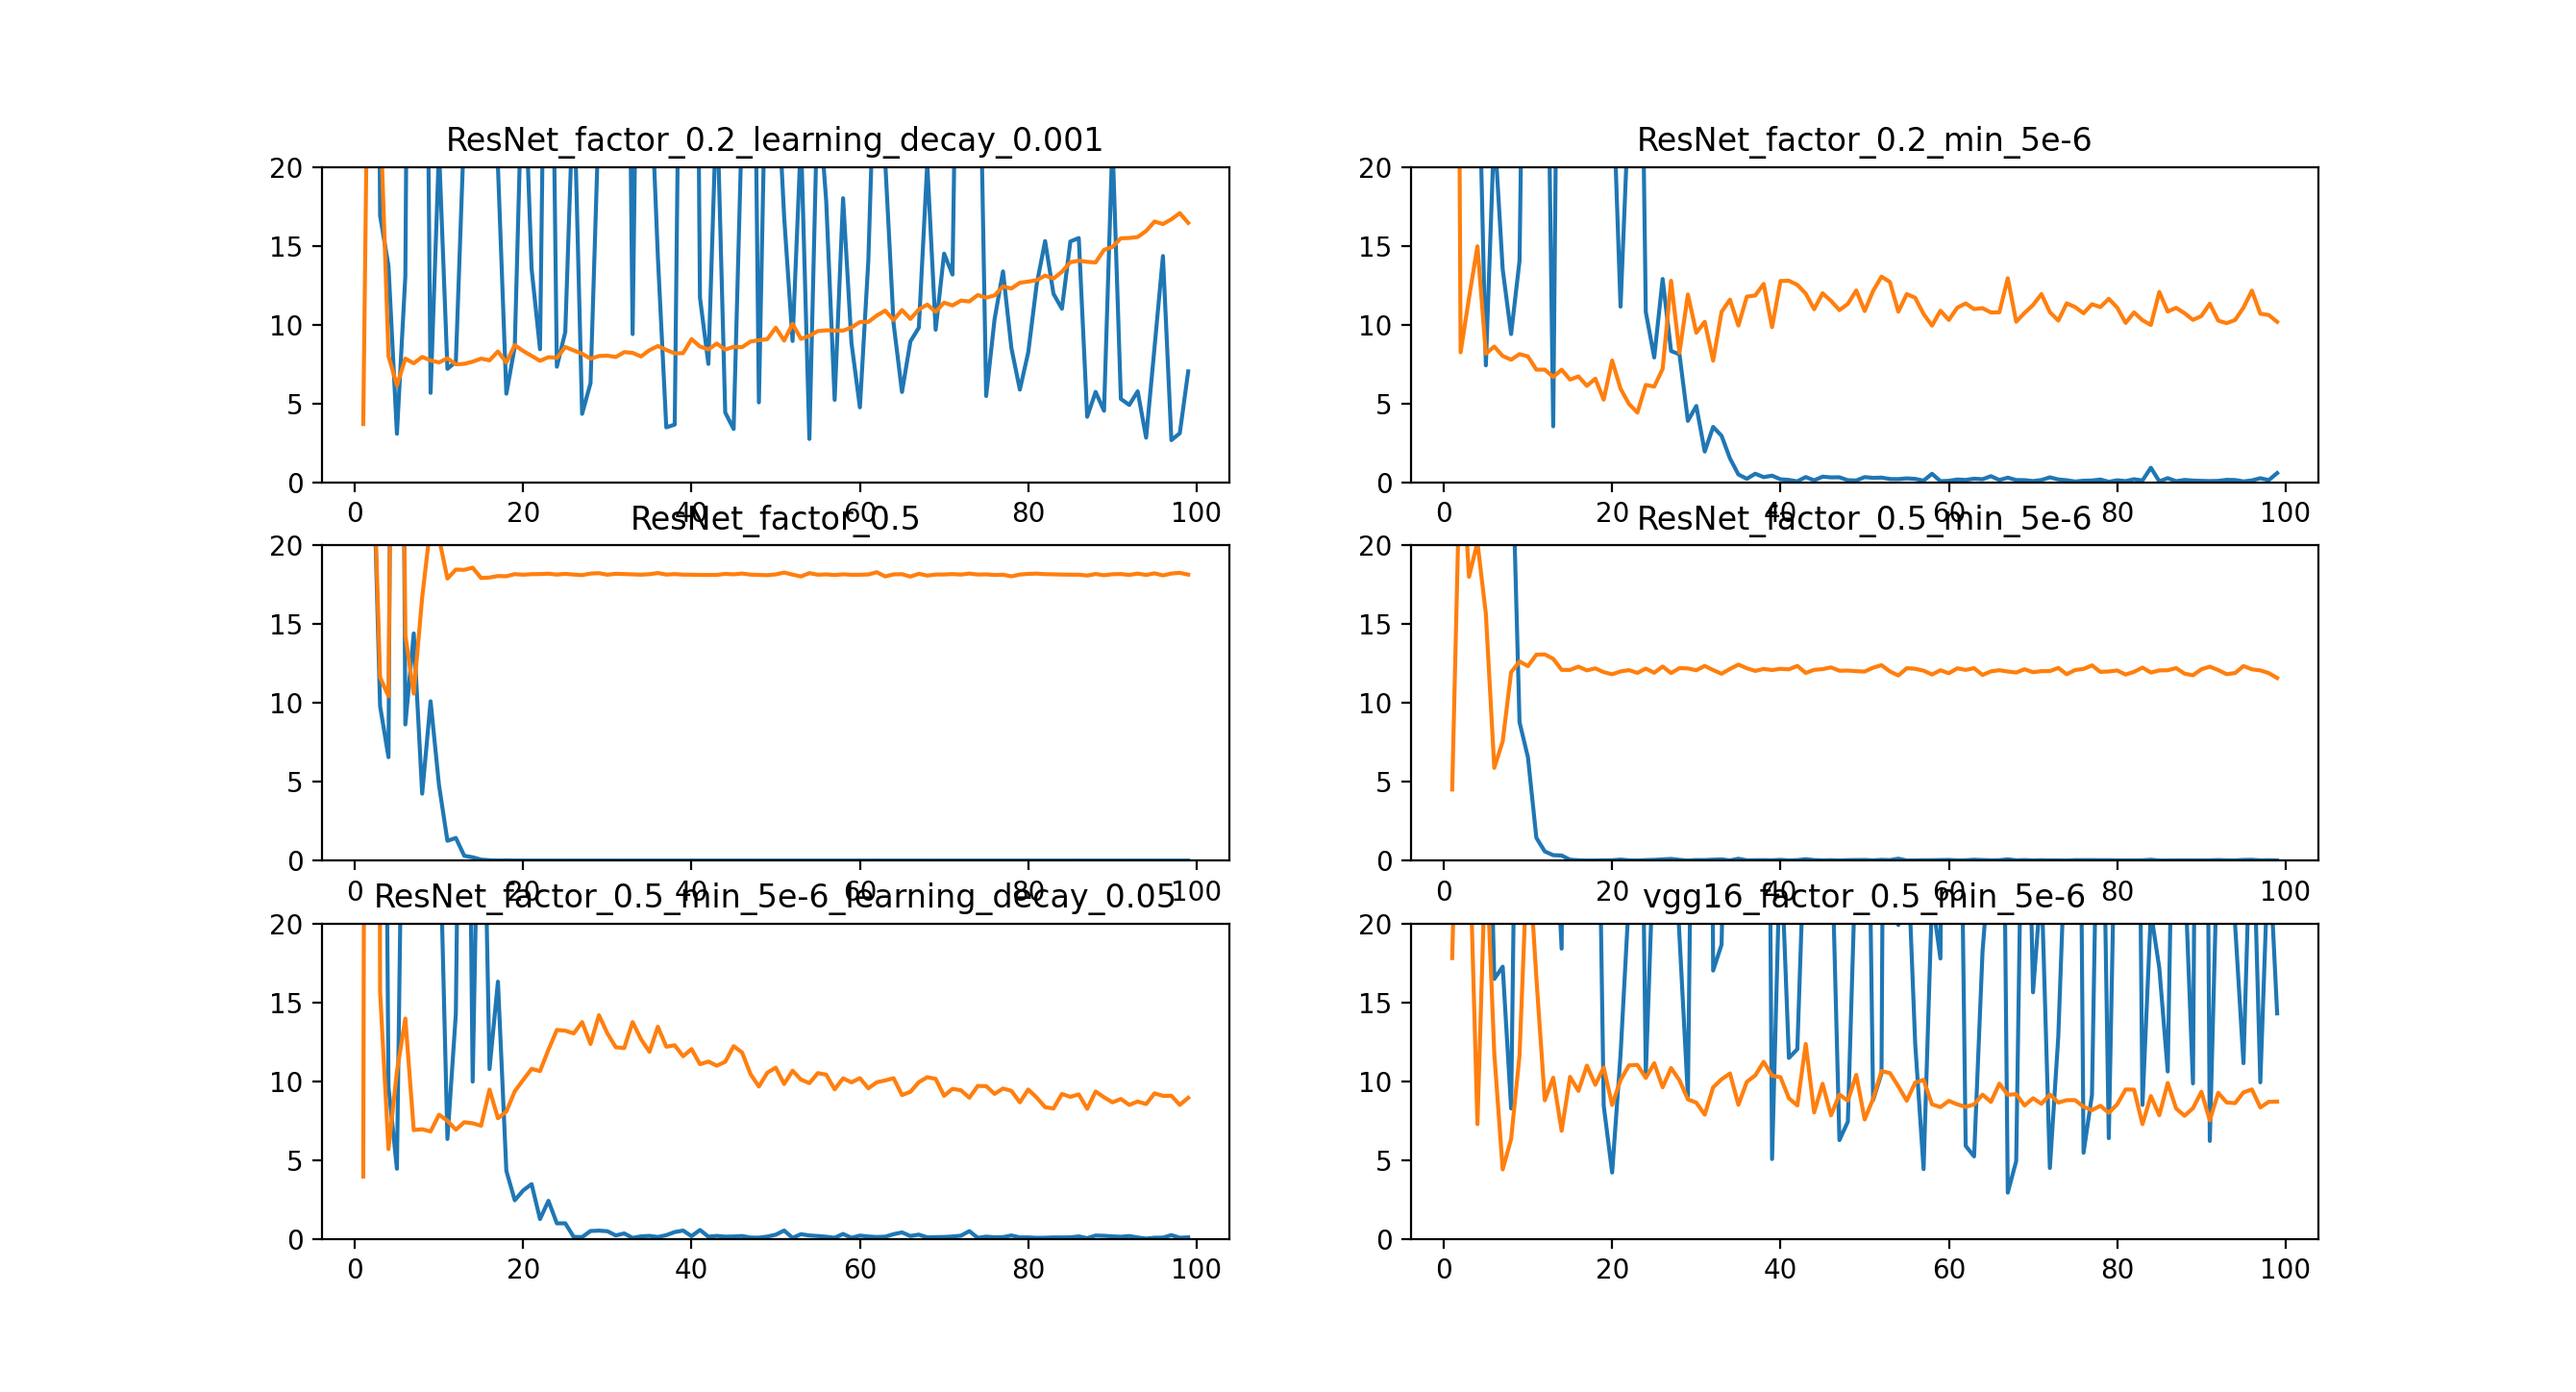 ResNet_factor_0.2_learning_decay_0.001
20
15
10
5
0
0 20 40 60 80 100
ResNet_factor_0.2_min_5e-6
20
15
10
5
0
0 20 40 60 80 100
ResNet_factor_0.5
20
15
10
5
0
0 20 40 60 80 100
ResNet_factor_0.5_min_5e-6
20
15
10
5
0
0 20 40 60 80 100
ResNet_factor_0.5_min_5e-6_learning_decay_0.05
20
15
10
5
0
0 20 40 60 80 100
vgg16_factor_0.5_min_5e-6
20
15
10
5
0
0 20 40 60 80 100